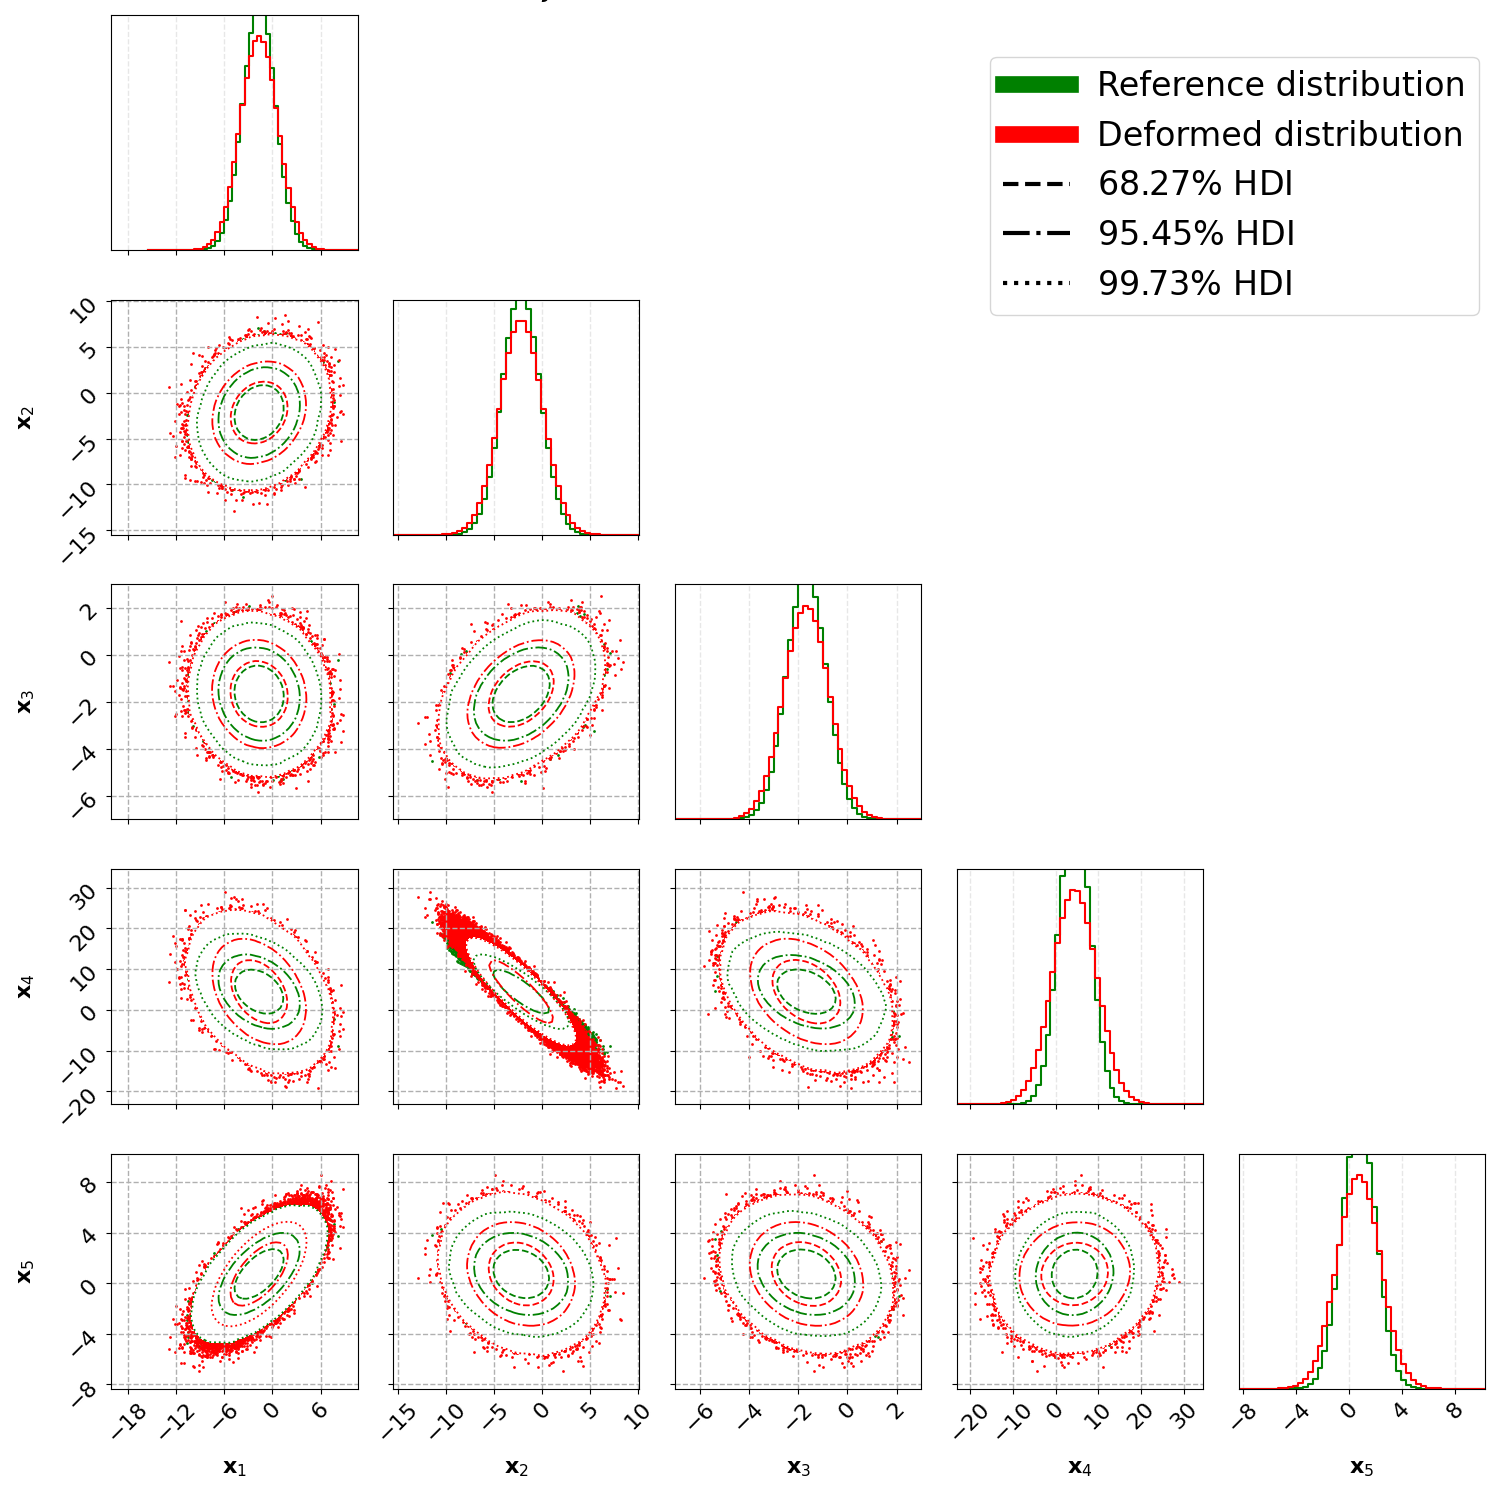 Reference distribution
Deformed distribution
68.27% HDI
95.45% HDI
99.73% HDI
10
5
0
−5
−10
−15
x₂
2
0
−2
−4
−6
x₃
30
20
10
0
−10
−20
x₄
8
4
0
−4
−8
x₅
−18 −12 −6 0 6 −15 −10 −5 0 5 10 −6 −4 −2 0 2 −20 −10 0 10 20 30 −8 −4 0 4 8
x₁ x₂ x₃ x₄ x₅